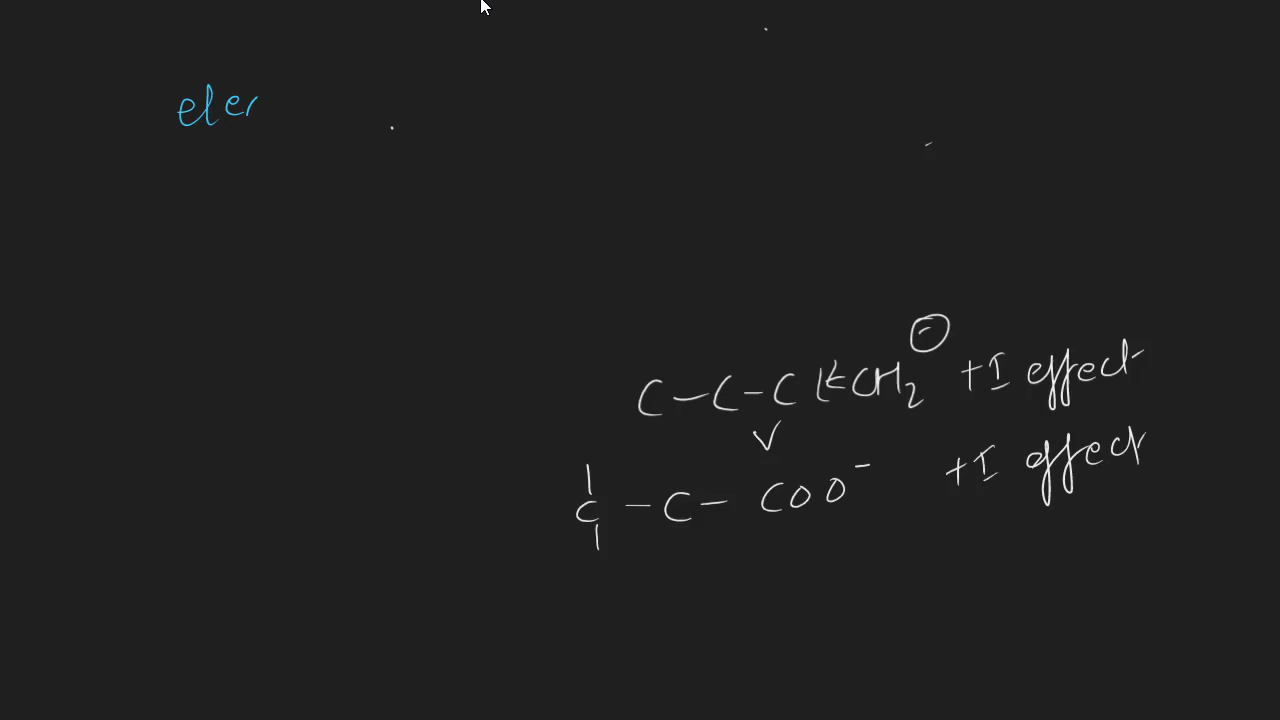 eler
C-C-C-CH₂⊖ +I effect
C-C-COO⁻ +I effect